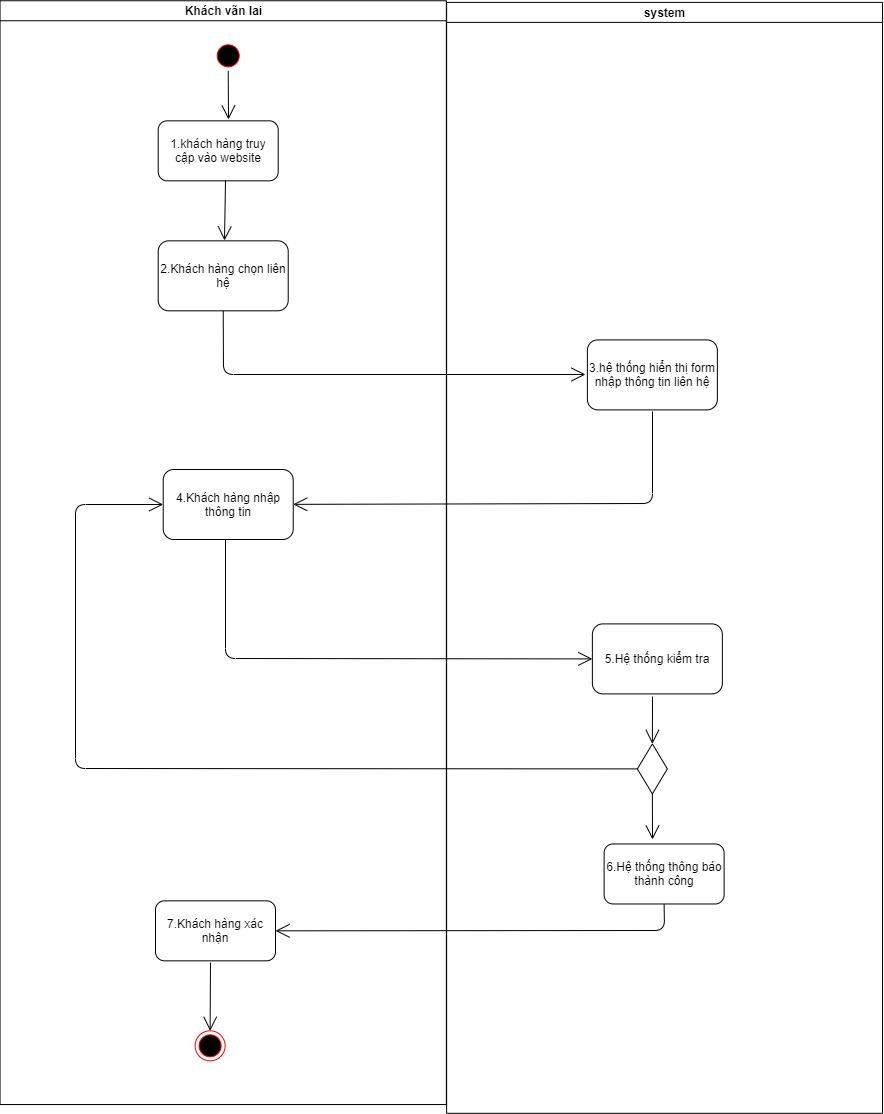 Khách vãn lai
system
1.khách hàng truy
cập vào website
2.Khách hàng chọn liên
hệ
3.hệ thống hiển thị form
nhập thông tin liên hệ
4.Khách hàng nhập
thông tin
5.Hệ thống kiểm tra
6.Hệ thống thông báo
thành công
7.Khách hàng xác
nhận